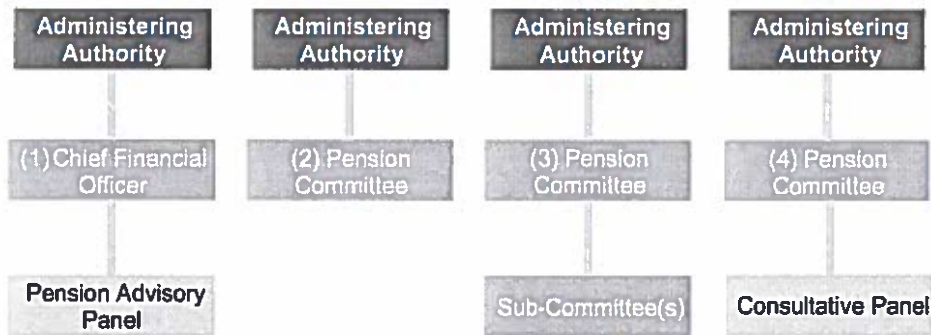 Administering
Authority
Administering
Authority
Administering
Authority
Administering
Authority
(1) Chief Financial
Officer
(2) Pension
Committee
(3) Pension
Committee
(4) Pension
Committee
Pension Advisory
Panel
Sub-Committee(s)
Consultative Panel